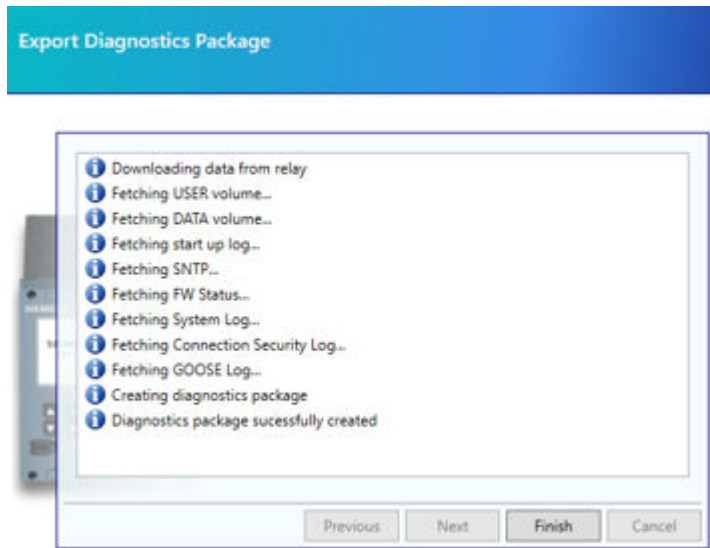 Export Diagnostics Package
Downloading data from relay
Fetching USER volume...
Fetching DATA volume...
Fetching start up log...
Fetching SNTP...
Fetching FW Status...
Fetching System Log...
Fetching Connection Security Log...
Fetching GOOSE Log...
Creating diagnostics package
Diagnostics package sucessfully created
Previous Next Finish Cancel